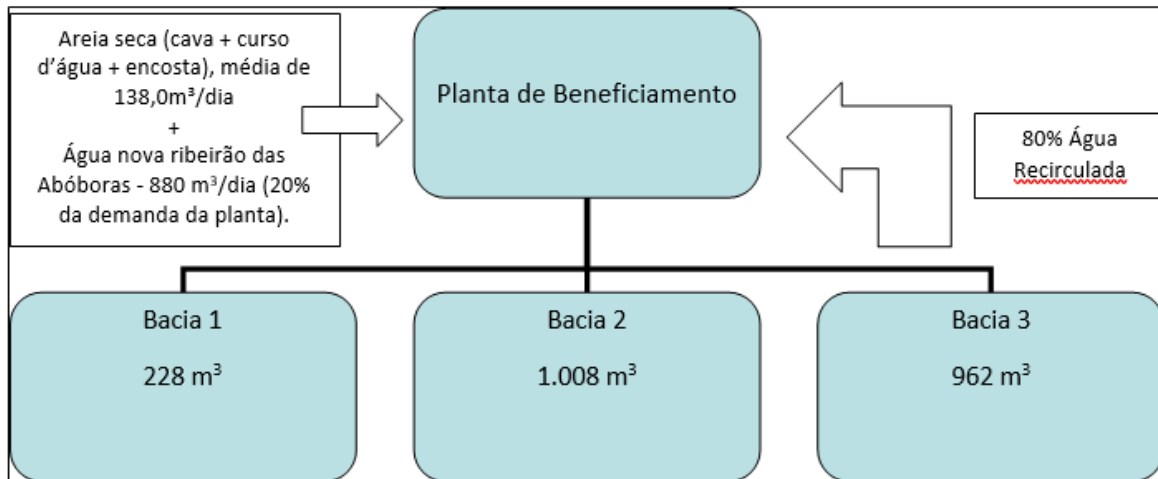 Areia seca (cava + curso
d’água + encosta), média de
138,0m³/dia
+
Água nova ribeirão das
Abóboras - 880 m³/dia (20%
da demanda da planta).
Planta de Beneficiamento
80% Água
Recirculada
Bacia 1
228 m³
Bacia 2
1.008 m³
Bacia 3
962 m³